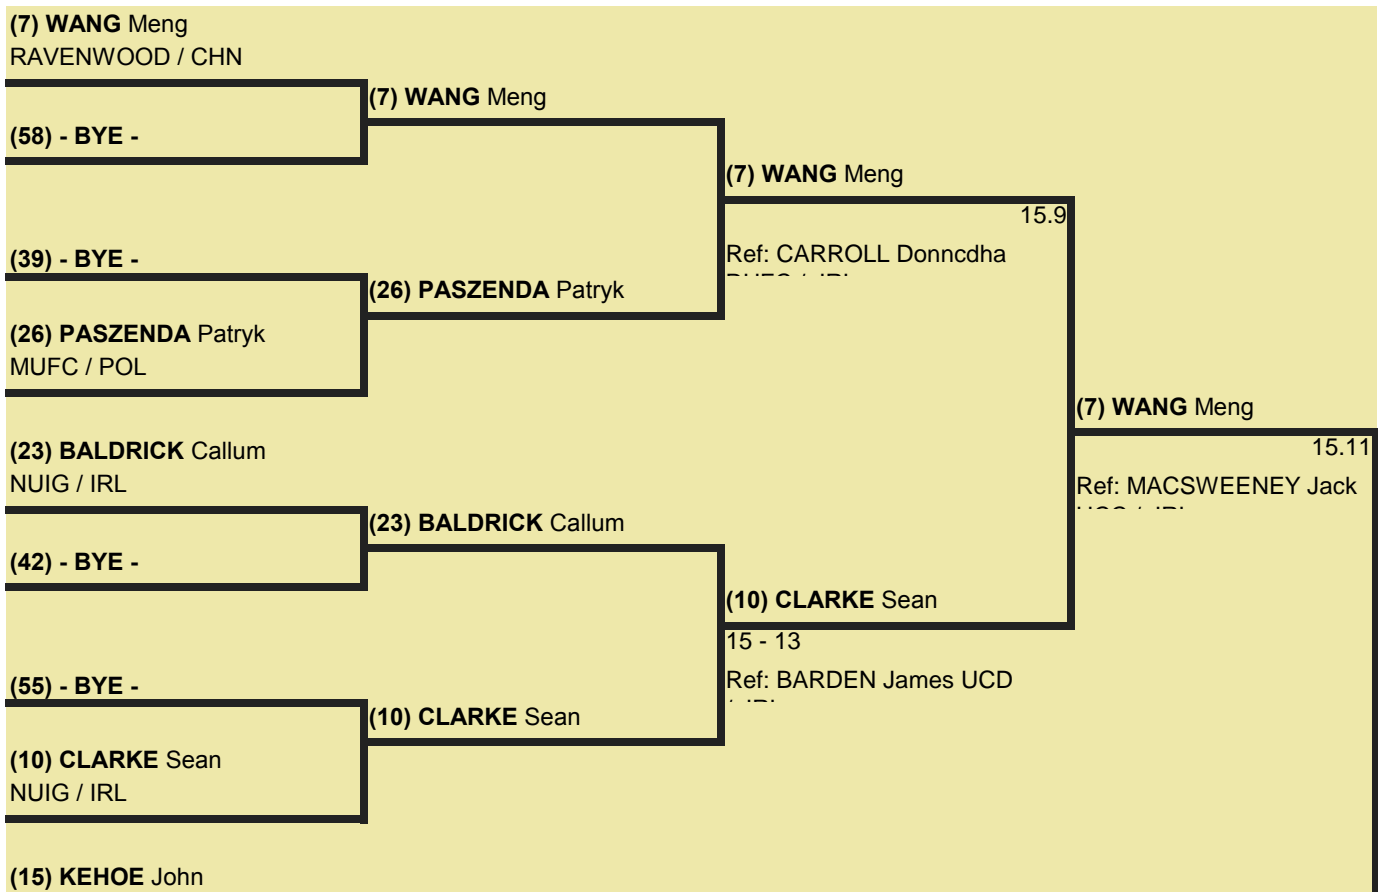 (7) WANG Meng
RAVENWOOD / CHN
(58) - BYE -
(39) - BYE -
(26) PASZENDA Patryk
MUFC / POL
(23) BALDRICK Callum
NUIG / IRL
(42) - BYE -
(55) - BYE -
(10) CLARKE Sean
NUIG / IRL
(15) KEHOE John
(7) WANG Meng
(26) PASZENDA Patryk
(23) BALDRICK Callum
(10) CLARKE Sean
(7) WANG Meng
15.9
Ref: CARROLL Donncdha
(10) CLARKE Sean
15 - 13
Ref: BARDEN James UCD
(7) WANG Meng
15.11
Ref: MACSWEENEY Jack